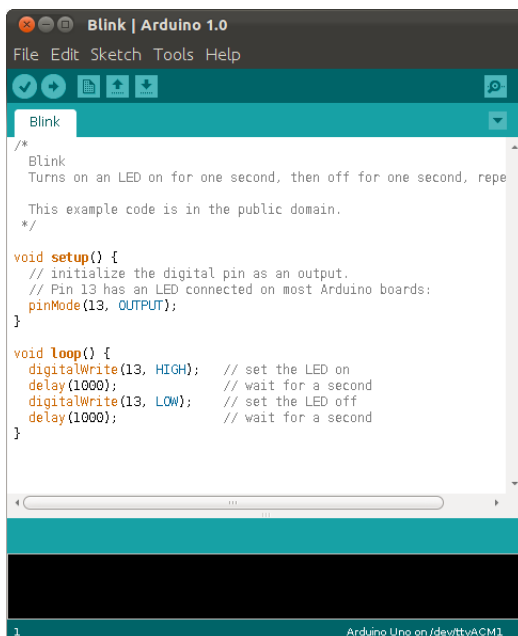 Blink | Arduino 1.0
File Edit Sketch Tools Help
Blink
/*
  Blink
  Turns on an LED on for one second, then off for one second, repe

  This example code is in the public domain.
 */

void setup() {
  // initialize the digital pin as an output.
  // Pin 13 has an LED connected on most Arduino boards:
  pinMode(13, OUTPUT);
}

void loop() {
  digitalWrite(13, HIGH);   // set the LED on
  delay(1000);              // wait for a second
  digitalWrite(13, LOW);    // set the LED off
  delay(1000);              // wait for a second
}
1 Arduino Uno on /dev/ttyACM1